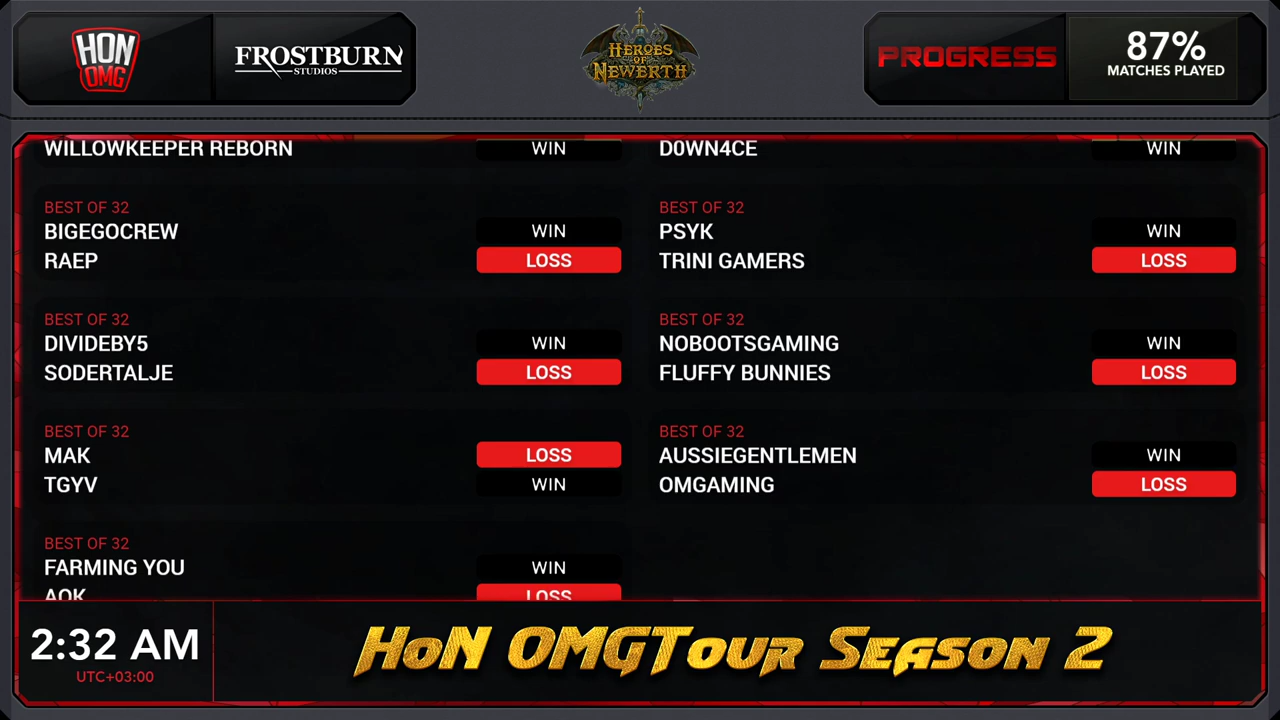 HON
OMG
FROSTBURN
STUDIOS
HEROES
OF
NEWERTH
PROGRESS
87%
MATCHES PLAYED
WILLOWKEEPER REBORN WIN
D0WN4CE WIN
BEST OF 32
BIGEGOCREW WIN
RAEP LOSS
BEST OF 32
PSYK WIN
TRINI GAMERS LOSS
BEST OF 32
DIVIDEBY5 WIN
SODERTALJE LOSS
BEST OF 32
NOBOOTSGAMING WIN
FLUFFY BUNNIES LOSS
BEST OF 32
MAK LOSS
TGYV WIN
BEST OF 32
AUSSIEGENTLEMEN WIN
OMGAMING LOSS
BEST OF 32
FARMING YOU WIN
AOK LOSS
2:32 AM
UTC+03:00
HoN OMGTour Season 2